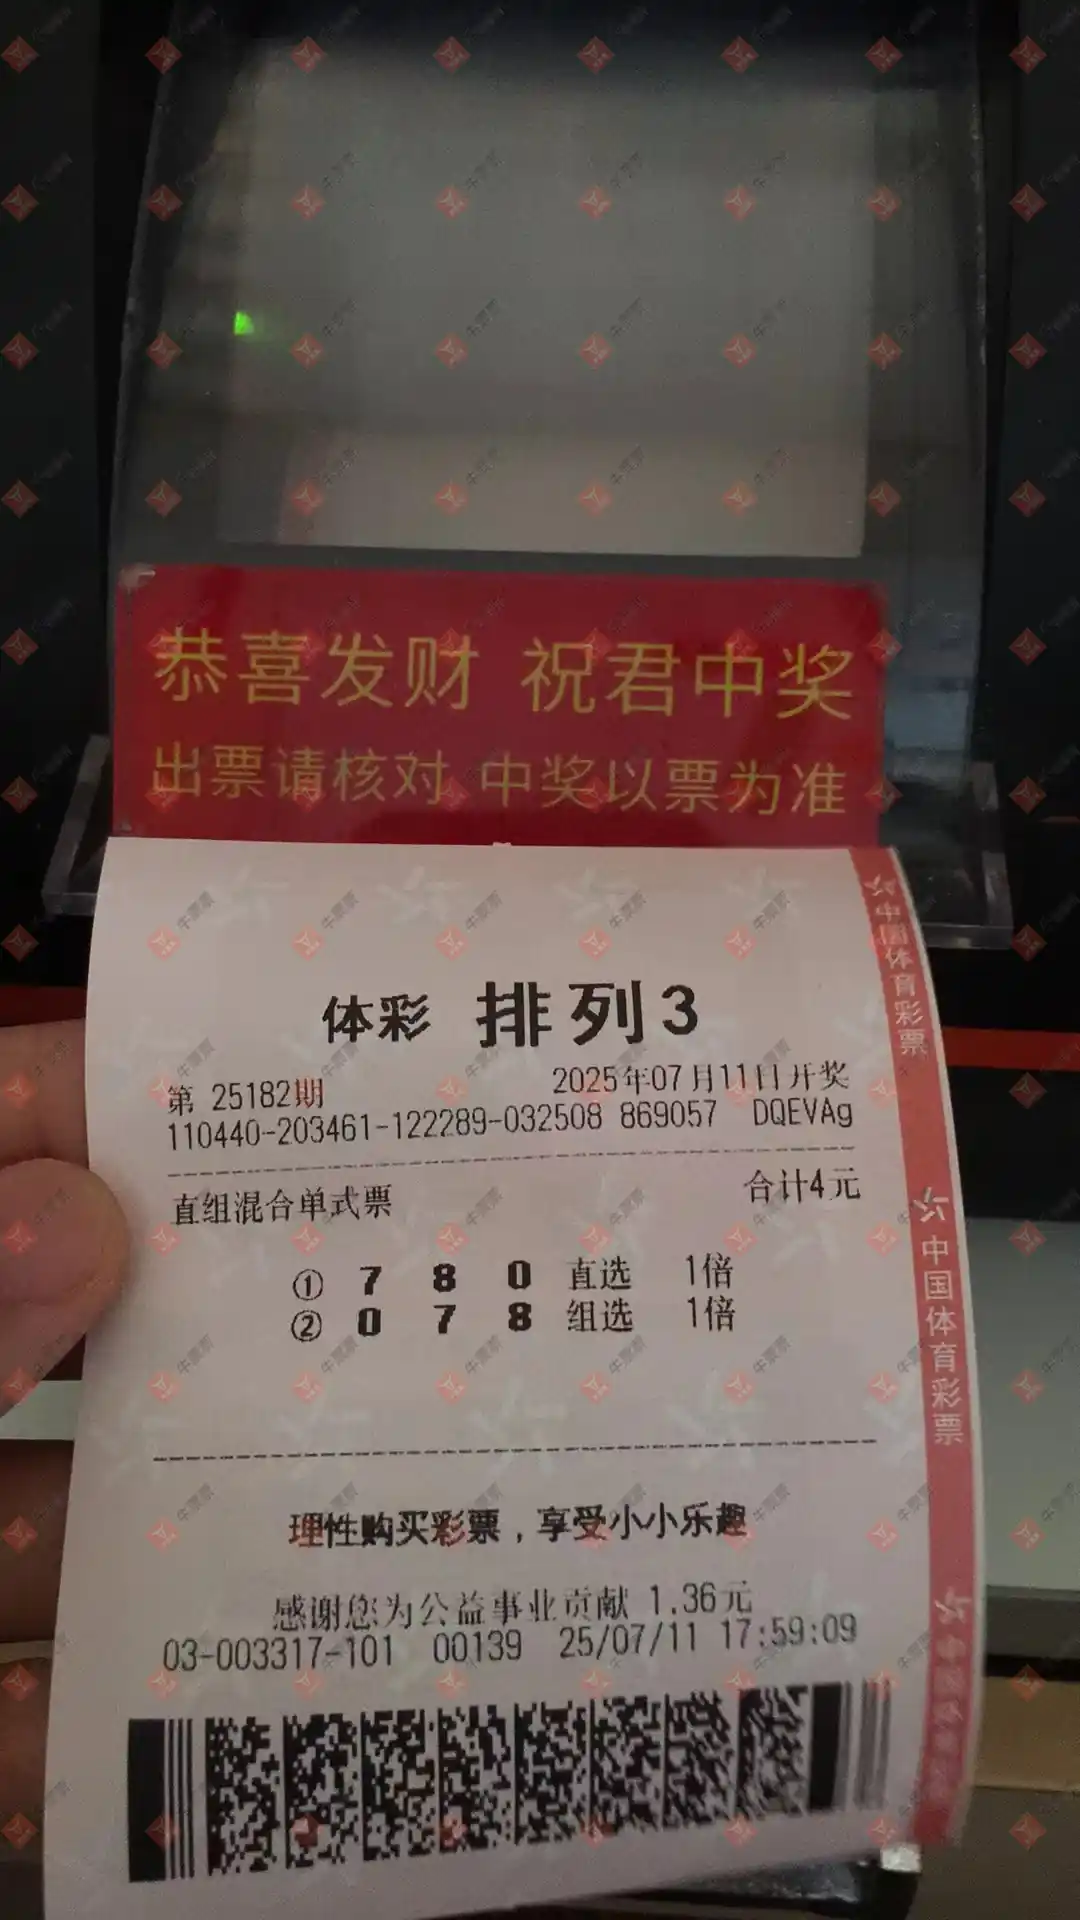 恭喜发财 祝君中奖
出票请核对 中奖以票为准
体彩 排列3
第 25182期 2025年07月11日开奖
110440-203461-122289-032508 869057 DQEVAg
直组混合单式票 合计4元
① 7 8 0 直选 1倍
② 0 7 8 组选 1倍
理性购买彩票，享受小小乐趣
感谢您为公益事业贡献 1.36元
03-003317-101 00139 25/07/11 17:59:09
中国体育彩票
中国体育彩票
牛票票